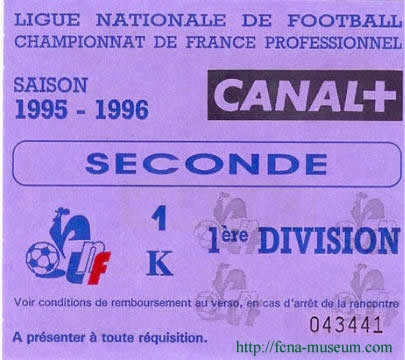 LIGUE NATIONALE DE FOOTBALL
CHAMPIONNAT DE FRANCE PROFESSIONNEL
SAISON
1995 - 1996
CANAL+
SECONDE
1
K
lnf
1ère DIVISION
Voir conditions de remboursement au verso, en cas d'arrêt de la rencontre
043441
A présenter à toute réquisition.
http://fcna-museum.com